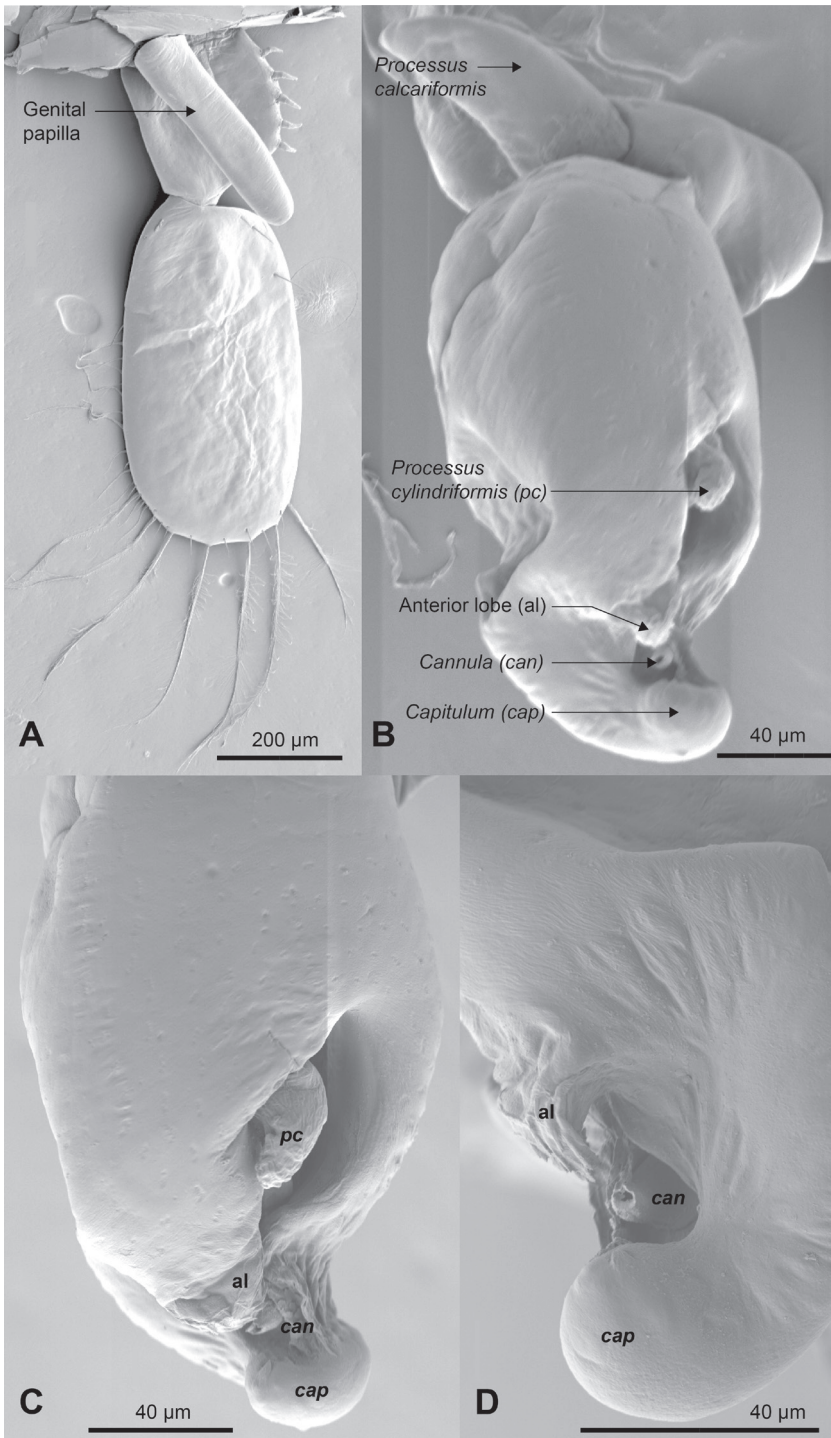 Genital
papilla
A
200 µm
Processus
calcariformis
Processus
cylindriformis (pc)
Anterior lobe (al)
Cannula (can)
Capitulum (cap)
B
40 µm
pc
al
can
cap
C
40 µm
al
can
cap
D
40 µm